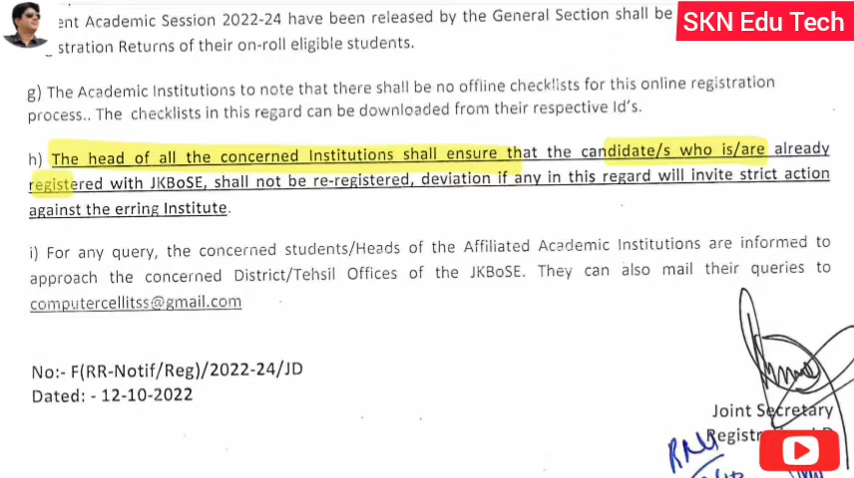 SKN Edu Tech
ent Academic Session 2022-24 have been released by the General Section shall be
stration Returns of their on-roll eligible students.
g) The Academic Institutions to note that there shall be no offline checklists for this online registration
process.. The checklists in this regard can be downloaded from their respective Id's.
h) The head of all the concerned Institutions shall ensure that the candidate/s who is/are already
registered with JKBoSE, shall not be re-registered, deviation if any in this regard will invite strict action
against the erring Institute.
i) For any query, the concerned students/Heads of the Affiliated Academic Institutions are informed to
approach the concerned District/Tehsil Offices of the JKBoSE. They can also mail their queries to
computercellitss@gmail.com
No:- F(RR-Notif/Reg)/2022-24/JD
Dated: - 12-10-2022
Joint Secretary
Regist